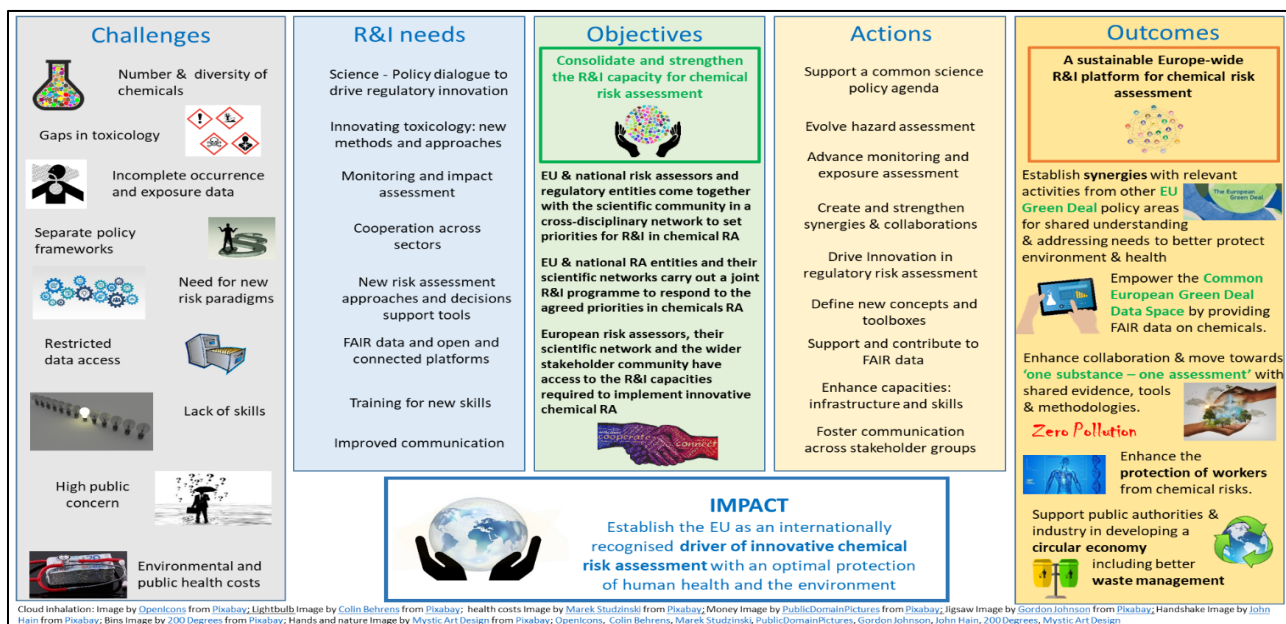 Challenges
Number & diversity of
chemicals
Gaps in toxicology
Incomplete occurrence
and exposure data
Separate policy
frameworks
Need for new
risk paradigms
Restricted
data access
Lack of skills
High public
concern
Environmental and
public health costs
R&I needs
Science - Policy dialogue to
drive regulatory innovation
Innovating toxicology: new
methods and approaches
Monitoring and impact
assessment
Cooperation across
sectors
New risk assessment
approaches and decisions
support tools
FAIR data and open and
connected platforms
Training for new skills
Improved communication
Objectives
Consolidate and strengthen
the R&I capacity for chemical
risk assessment
EU & national risk assessors and
regulatory entities come together
with the scientific community in a
cross-disciplinary network to set
priorities for R&I in chemical RA
EU & national RA entities and their
scientific networks carry out a joint
R&I programme to respond to the
agreed priorities in chemicals RA
European risk assessors, their
scientific network and the wider
stakeholder community have
access to the R&I capacities
required to implement innovative
chemical RA
cooperate
connect
Actions
Support a common science
policy agenda
Evolve hazard assessment
Advance monitoring and
exposure assessment
Create and strengthen
synergies & collaborations
Drive Innovation in
regulatory risk assessment
Define new concepts and
toolboxes
Support and contribute to
FAIR data
Enhance capacities:
infrastructure and skills
Foster communication
across stakeholder groups
Outcomes
A sustainable Europe-wide
R&I platform for chemical risk
assessment
Establish synergies with relevant
activities from other EU
Green Deal policy areas
for shared understanding
& addressing needs to better protect
environment & health
The European
Green Deal
Empower the Common
European Green Deal
Data Space by providing
FAIR data on chemicals.
Enhance collaboration & move towards
'one substance – one assessment' with
shared evidence, tools
& methodologies.
Zero Pollution
Enhance the
protection of workers
from chemical risks.
Support public authorities &
industry in developing a
circular economy
including better
waste management
IMPACT
Establish the EU as an internationally
recognised driver of innovative chemical
risk assessment with an optimal protection
of human health and the environment
Cloud inhalation: Image by OpenIcons from Pixabay; Lightbulb Image by Colin Behrens from Pixabay; health costs Image by Marek Studzinski from Pixabay; Money Image by PublicDomainPictures from Pixabay; Jigsaw Image by Gordon Johnson from Pixabay; Handshake Image by John
Hain from Pixabay; Bins Image by 200 Degrees from Pixabay; Hands and nature Image by Mystic Art Design from Pixabay; OpenIcons, Colin Behrens, Marek Studzinski, PublicDomainPictures, Gordon Johnson, John Hain, 200 Degrees, Mystic Art Design